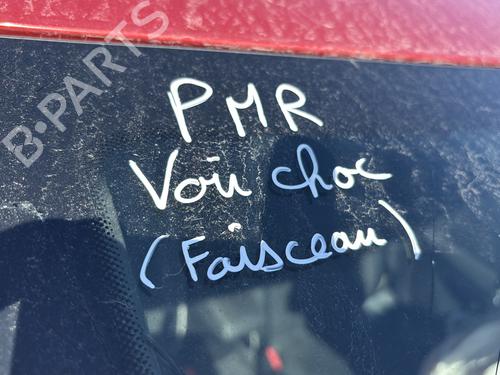 B-PARTS
PMR
Voir choc
(Faisceau)